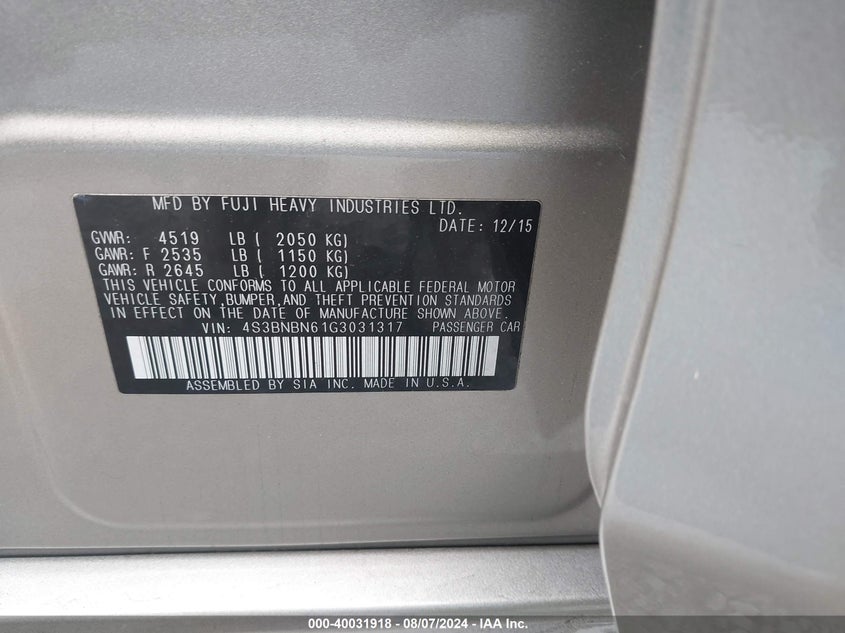 MFD BY FUJI HEAVY INDUSTRIES LTD.
DATE: 12/15
GVWR: 4519 LB ( 2050 KG)
GAWR: F 2535 LB ( 1150 KG)
GAWR: R 2645 LB ( 1200 KG)
THIS VEHICLE CONFORMS TO ALL APPLICABLE FEDERAL MOTOR
VEHICLE SAFETY, BUMPER, AND THEFT PREVENTION STANDARDS
IN EFFECT ON THE DATE OF MANUFACTURE SHOWN ABOVE.
VIN: 4S3BNBN61G3031317 PASSENGER CAR
ASSEMBLED BY SIA INC. MADE IN U.S.A.
000-40031918 - 08/07/2024 - IAA Inc.